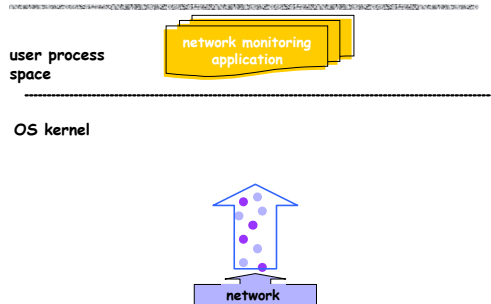 network monitoring
application
user process
space
OS kernel
network